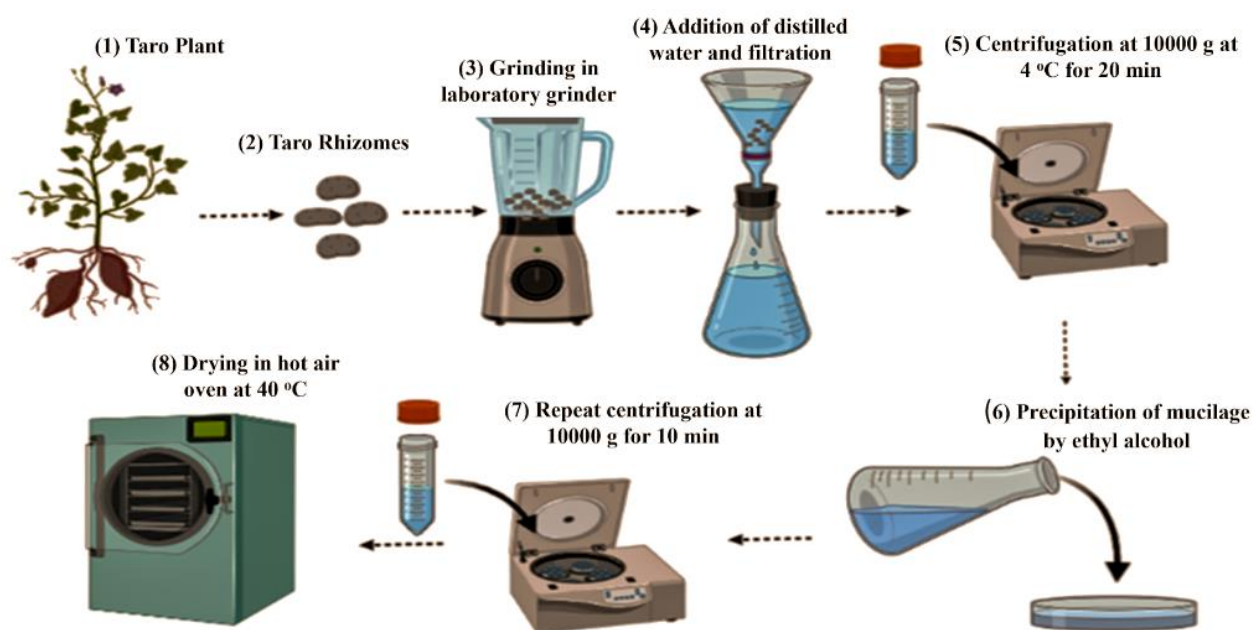 (1) Taro Plant
(2) Taro Rhizomes
(3) Grinding in
laboratory grinder
(4) Addition of distilled
water and filtration
(5) Centrifugation at 10000 g at
4 ºC for 20 min
(6) Precipitation of mucilage
by ethyl alcohol
(7) Repeat centrifugation at
10000 g for 10 min
(8) Drying in hot air
oven at 40 ºC